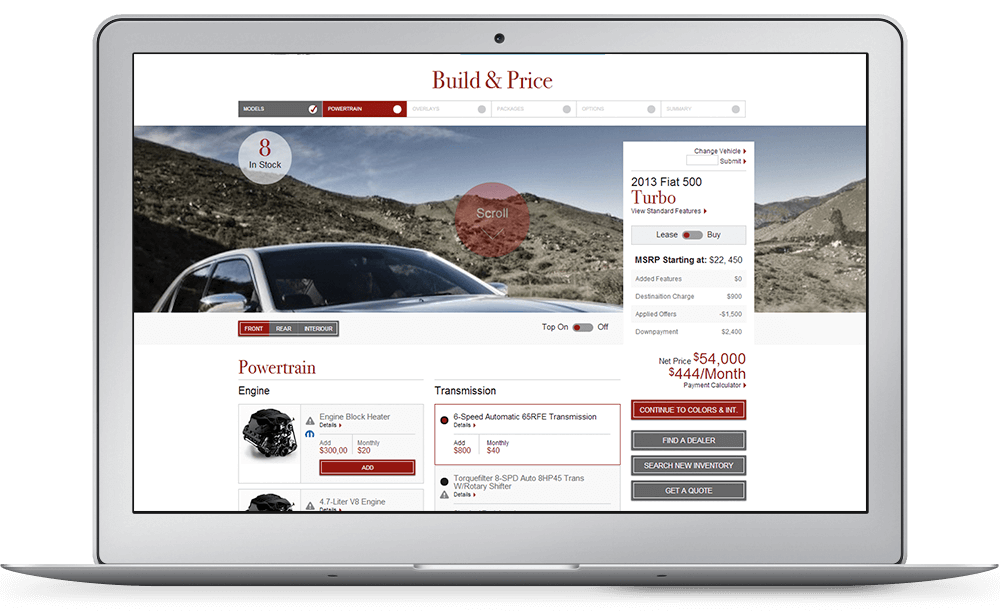 Build & Price
MODELS
POWERTRAIN
OVERLAYS
PACKAGES
OPTIONS
SUMMARY
8
In Stock
Scroll
Change Vehicle
Submit
2013 Fiat 500
Turbo
View Standard Features
Lease Buy
MSRP Starting at: $22, 450
Added Features $0
Destination Charge $900
Applied Offers -$1,500
Downpayment $2,400
FRONT REAR INTERIOUR
Top On Off
Net Price $54,000
$444/Month
Payment Calculator
CONTINUE TO COLORS & INT.
FIND A DEALER
SEARCH NEW INVENTORY
GET A QUOTE
Powertrain
Engine
Engine Block Heater
Details
Add Monthly
$300,00 $20
ADD
4.7-Liter V8 Engine
Details
Transmission
6-Speed Automatic 65RFE Transmission
Details
Add Monthly
$800 $40
Torquefilter 8-SPD Auto 8HP45 Trans
W/Rotary Shifter
Details